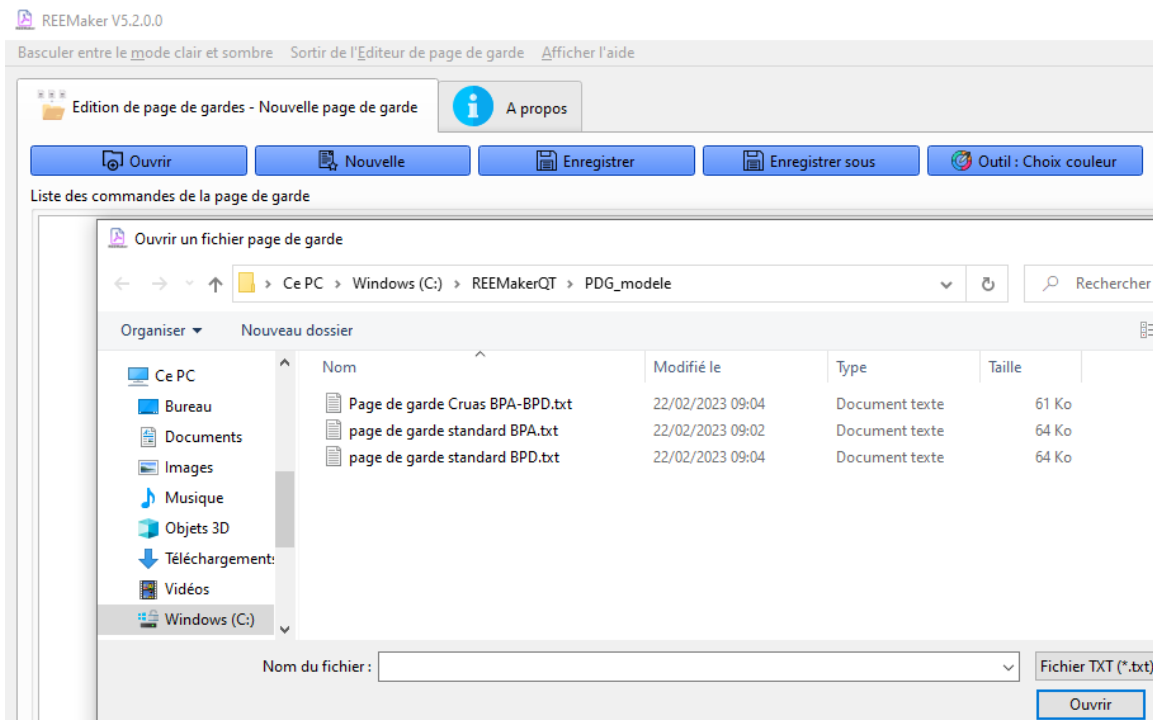 REEMaker V5.2.0.0
Basculer entre le mode clair et sombre Sortir de l'Editeur de page de garde Afficher l'aide
Edition de page de gardes - Nouvelle page de garde A propos
Ouvrir Nouvelle Enregistrer Enregistrer sous Outil : Choix couleur
Liste des commandes de la page de garde
Ouvrir un fichier page de garde
Ce PC > Windows (C:) > REEMakerQT > PDG_modele Rechercher
Organiser Nouveau dossier
Nom Modifié le Type Taille
Ce PC
Bureau Page de garde Cruas BPA-BPD.txt 22/02/2023 09:04 Document texte 61 Ko
Documents page de garde standard BPA.txt 22/02/2023 09:02 Document texte 64 Ko
Images page de garde standard BPD.txt 22/02/2023 09:04 Document texte 64 Ko
Musique
Objets 3D
Téléchargements
Vidéos
Windows (C:)
Nom du fichier : Fichier TXT (*.txt)
Ouvrir